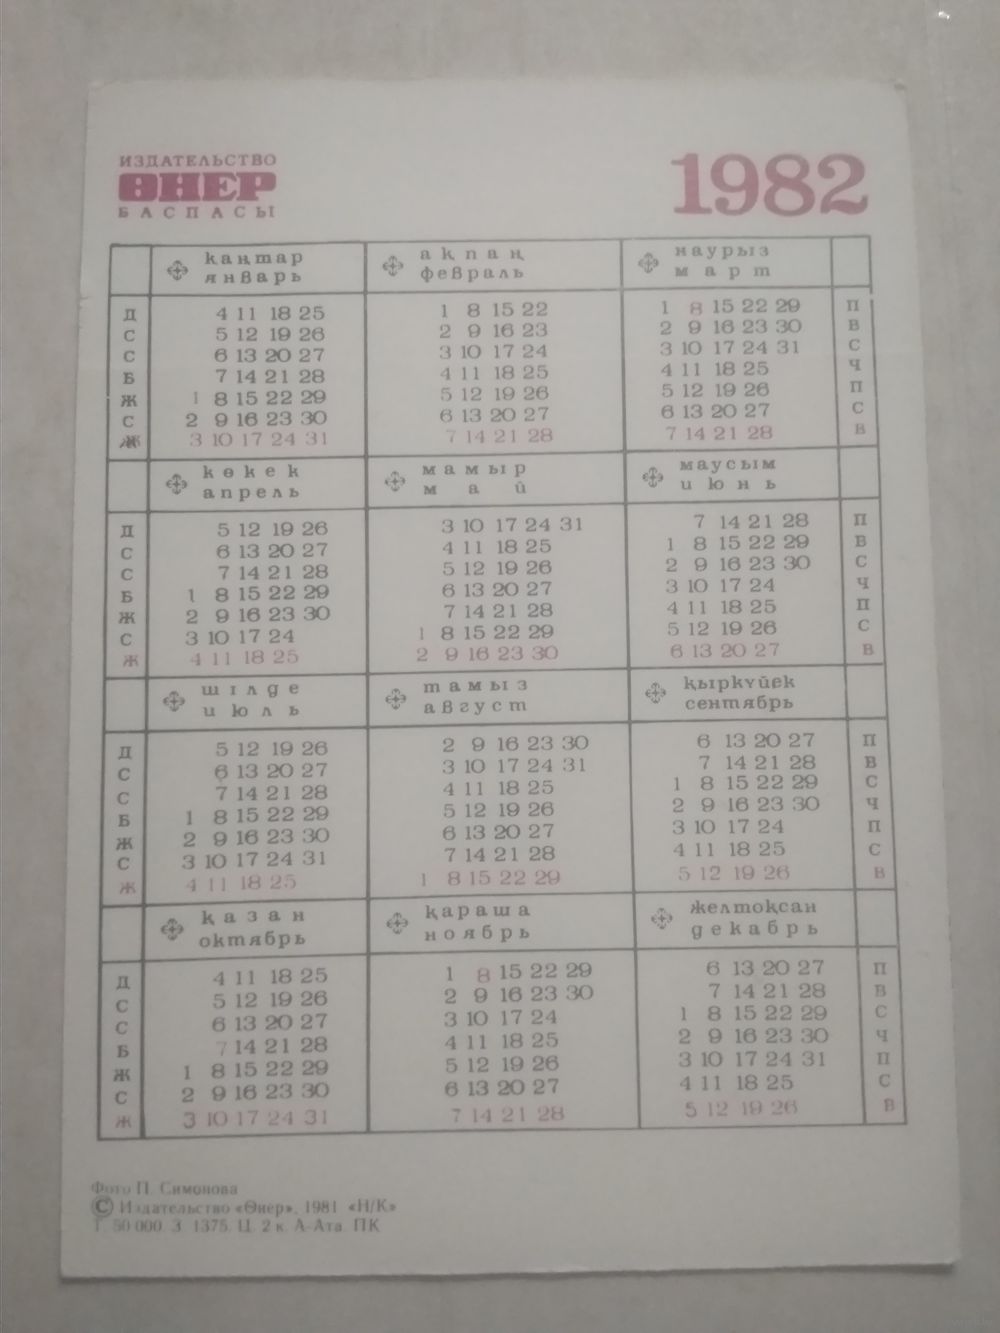 ИЗДАТЕЛЬСТВО
ӨНЕР
БАСПАСЫ
1982
қаңтар
январь
ақпан
февраль
наурыз
март
Д 4 11 18 25 1 8 15 22 1 8 15 22 29 П
С 5 12 19 26 2 9 16 23 2 9 16 23 30 В
С 6 13 20 27 3 10 17 24 3 10 17 24 31 С
Б 7 14 21 28 4 11 18 25 4 11 18 25 Ч
Ж 1 8 15 22 29 5 12 19 26 5 12 19 26 П
С 2 9 16 23 30 6 13 20 27 6 13 20 27 С
Ж 3 10 17 24 31 7 14 21 28 7 14 21 28 В
көкек
апрель
мамыр
май
маусым
июнь
Д 5 12 19 26 3 10 17 24 31 7 14 21 28 П
С 6 13 20 27 4 11 18 25 1 8 15 22 29 В
С 7 14 21 28 5 12 19 26 2 9 16 23 30 С
Б 1 8 15 22 29 6 13 20 27 3 10 17 24 Ч
Ж 2 9 16 23 30 7 14 21 28 4 11 18 25 П
С 3 10 17 24 1 8 15 22 29 5 12 19 26 С
Ж 4 11 18 25 2 9 16 23 30 6 13 20 27 В
шілде
июль
тамыз
август
қыркүйек
сентябрь
Д 5 12 19 26 2 9 16 23 30 6 13 20 27 П
С 6 13 20 27 3 10 17 24 31 7 14 21 28 В
С 7 14 21 28 4 11 18 25 1 8 15 22 29 С
Б 1 8 15 22 29 5 12 19 26 2 9 16 23 30 Ч
Ж 2 9 16 23 30 6 13 20 27 3 10 17 24 П
С 3 10 17 24 31 7 14 21 28 4 11 18 25 С
Ж 4 11 18 25 1 8 15 22 29 5 12 19 26 В
қазан
октябрь
қараша
ноябрь
желтоқсан
декабрь
Д 4 11 18 25 1 8 15 22 29 6 13 20 27 П
С 5 12 19 26 2 9 16 23 30 7 14 21 28 В
С 6 13 20 27 3 10 17 24 1 8 15 22 29 С
Б 7 14 21 28 4 11 18 25 2 9 16 23 30 Ч
Ж 1 8 15 22 29 5 12 19 26 3 10 17 24 31 П
С 2 9 16 23 30 6 13 20 27 4 11 18 25 С
Ж 3 10 17 24 31 7 14 21 28 5 12 19 26 В
Фото П. Симонова
© Издательство «Өнер», 1981 «Н/К»
Т. 50 000. З. 1375. Ц. 2 к. А-Ата. ПК